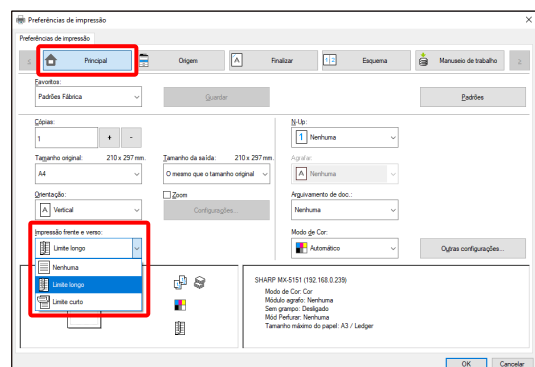 Preferências de impressão
Preferências de impressão
Principal
Origem
Finalizar
Esquema
Manuseio de trabalho
Favoritos:
Padrões Fábrica
Guardar
Padrões
Cópias:
1
+ -
N-Up:
1 Nenhuma
Tamanho original: 210 x 297 mm.
A4
Tamanho da saída: 210 x 297 mm.
O mesmo que o tamanho original
Agrafar:
Nenhuma
Orientação:
A Vertical
Zoom
Configurações...
Arquivamento de doc.:
Nenhuma
Impressão frente e verso:
Limite longo
Nenhuma
Limite longo
Limite curto
Modo de Cor:
Automático
Outras configurações...
SHARP MX-5151 (192.168.0.239)
Modo de Cor: Cor
Módulo agrafo: Nenhuma
Sem grampo: Desligado
Mód Perfurar: Nenhuma
Tamanho máximo do papel: A3 / Ledger
OK
Cancelar